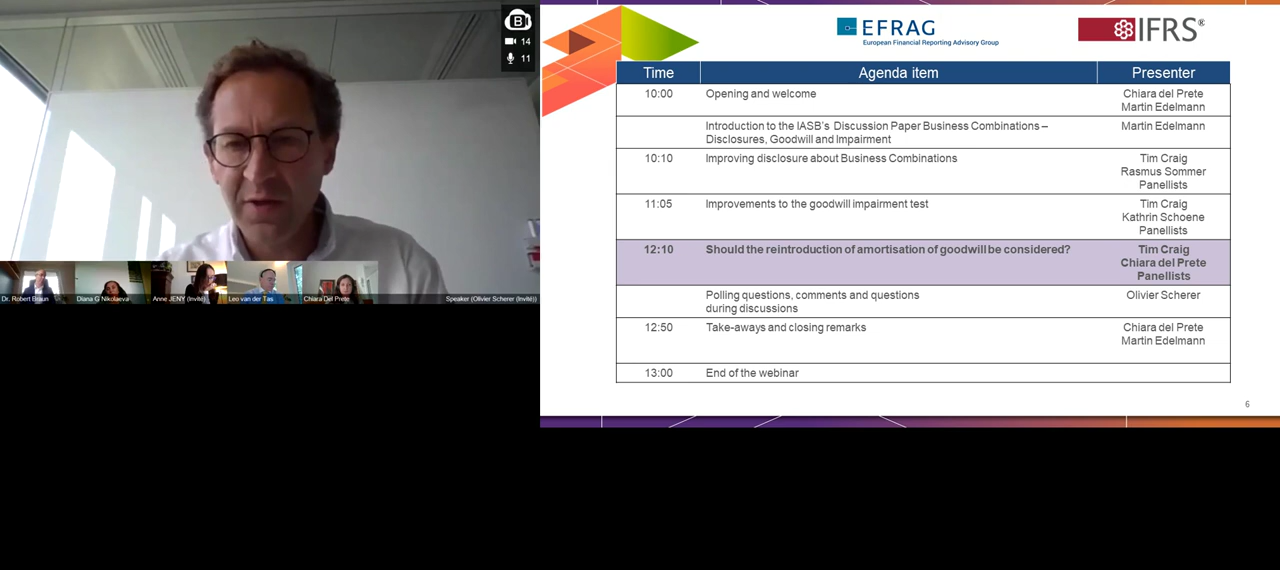 B
14
11
Dr. Robert Braun
Diana G Nikolaeva
Anne JENY (Invité)
Leo van der Tas
Chiara Del Prete
Speaker (Olivier Scherer (Invité))
EFRAG
European Financial Reporting Advisory Group
IFRS®
Time Agenda item Presenter
10:00 Opening and welcome Chiara del Prete
Martin Edelmann
Introduction to the IASB's Discussion Paper Business Combinations – Martin Edelmann
Disclosures, Goodwill and Impairment
10:10 Improving disclosure about Business Combinations Tim Craig
Rasmus Sommer
Panellists
11:05 Improvements to the goodwill impairment test Tim Craig
Kathrin Schoene
Panellists
12:10 Should the reintroduction of amortisation of goodwill be considered? Tim Craig
Chiara del Prete
Panellists
Polling questions, comments and questions Olivier Scherer
during discussions
12:50 Take-aways and closing remarks Chiara del Prete
Martin Edelmann
13:00 End of the webinar
6